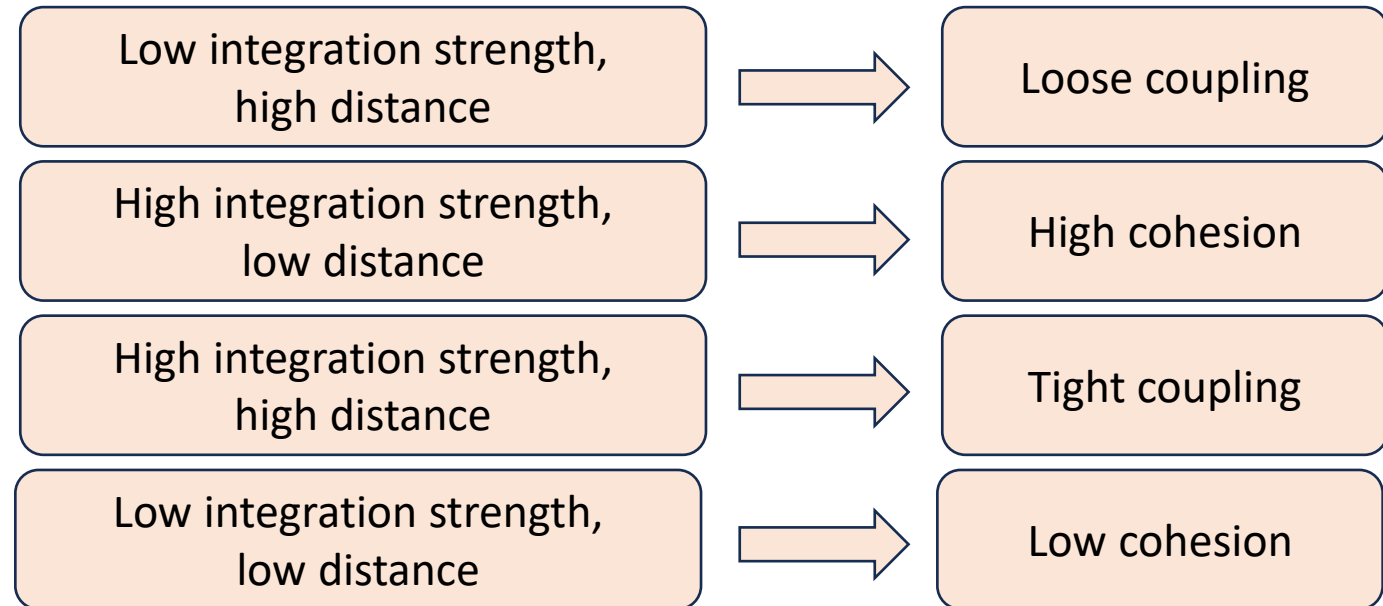 Low integration strength,
high distance
Loose coupling
High integration strength,
low distance
High cohesion
High integration strength,
high distance
Tight coupling
Low integration strength,
low distance
Low cohesion